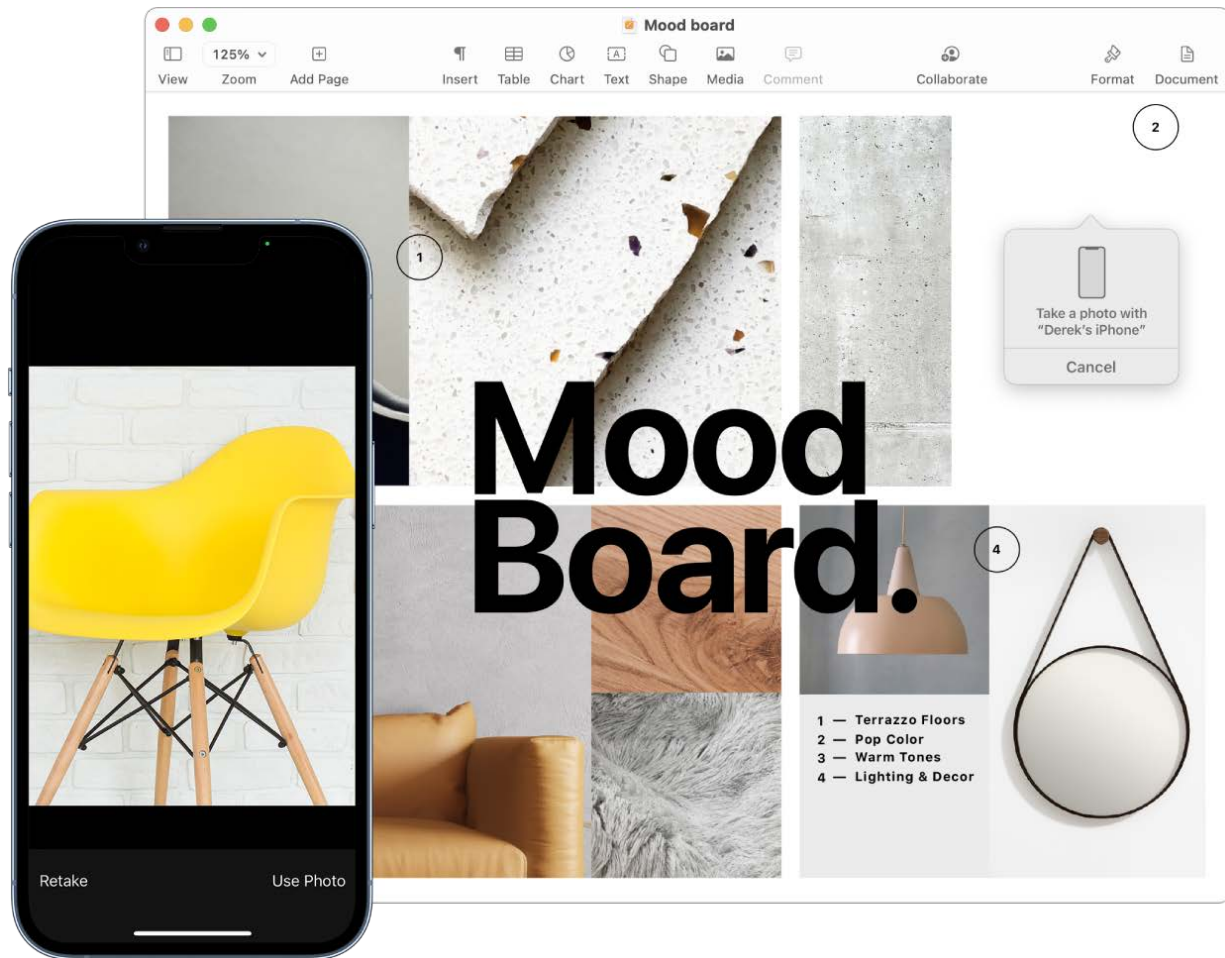 Mood board
125%
View
Zoom
Add Page
Insert
Table
Chart
A
Text
Shape
Media
Comment
Collaborate
Format
Document
2
1
Take a photo with
“Derek’s iPhone”
Cancel
Mood
Board.
4
1 — Terrazzo Floors
2 — Pop Color
3 — Warm Tones
4 — Lighting & Decor
Retake
Use Photo